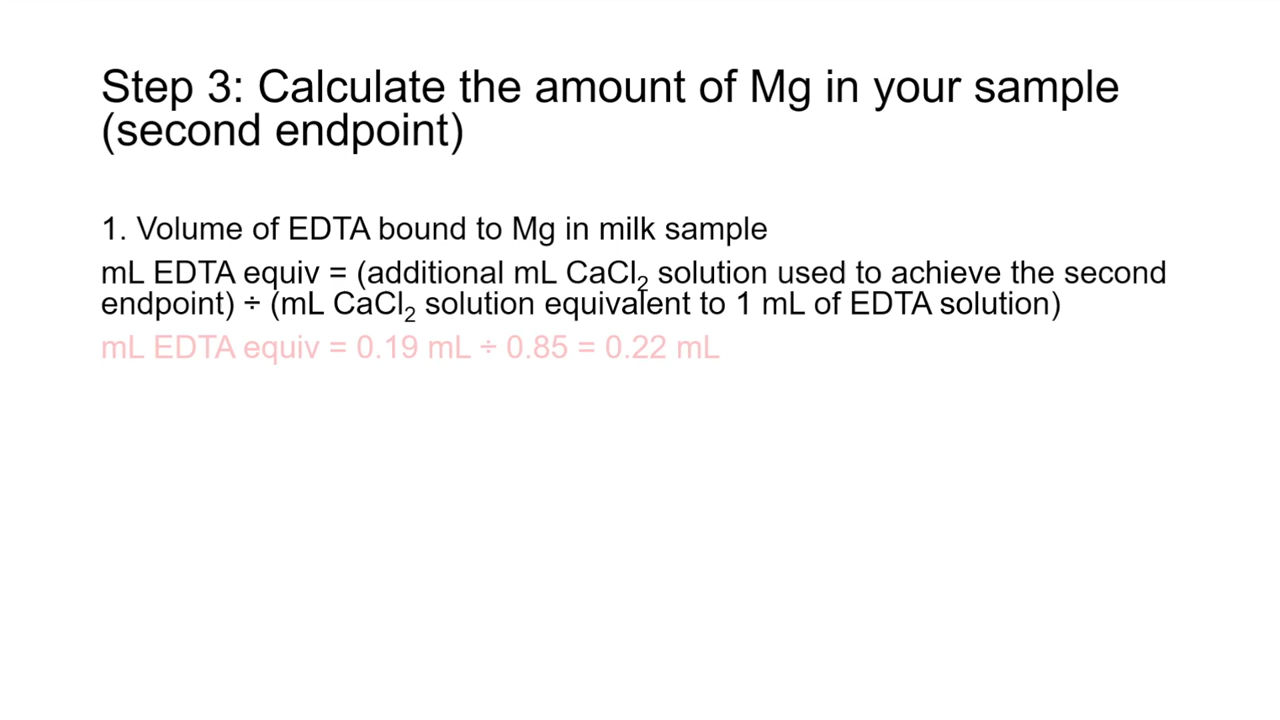 Step 3: Calculate the amount of Mg in your sample
(second endpoint)
1. Volume of EDTA bound to Mg in milk sample
mL EDTA equiv = (additional mL CaCl₂ solution used to achieve the second
endpoint) ÷ (mL CaCl₂ solution equivalent to 1 mL of EDTA solution)
mL EDTA equiv = 0.19 mL ÷ 0.85 = 0.22 mL